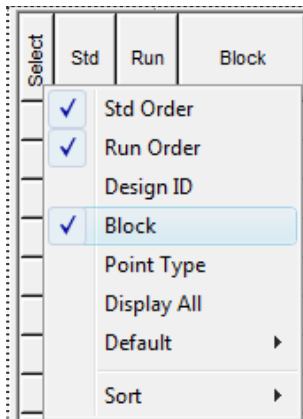 Select Std Run Block
Std Order
Run Order
Design ID
Block
Point Type
Display All
Default
Sort